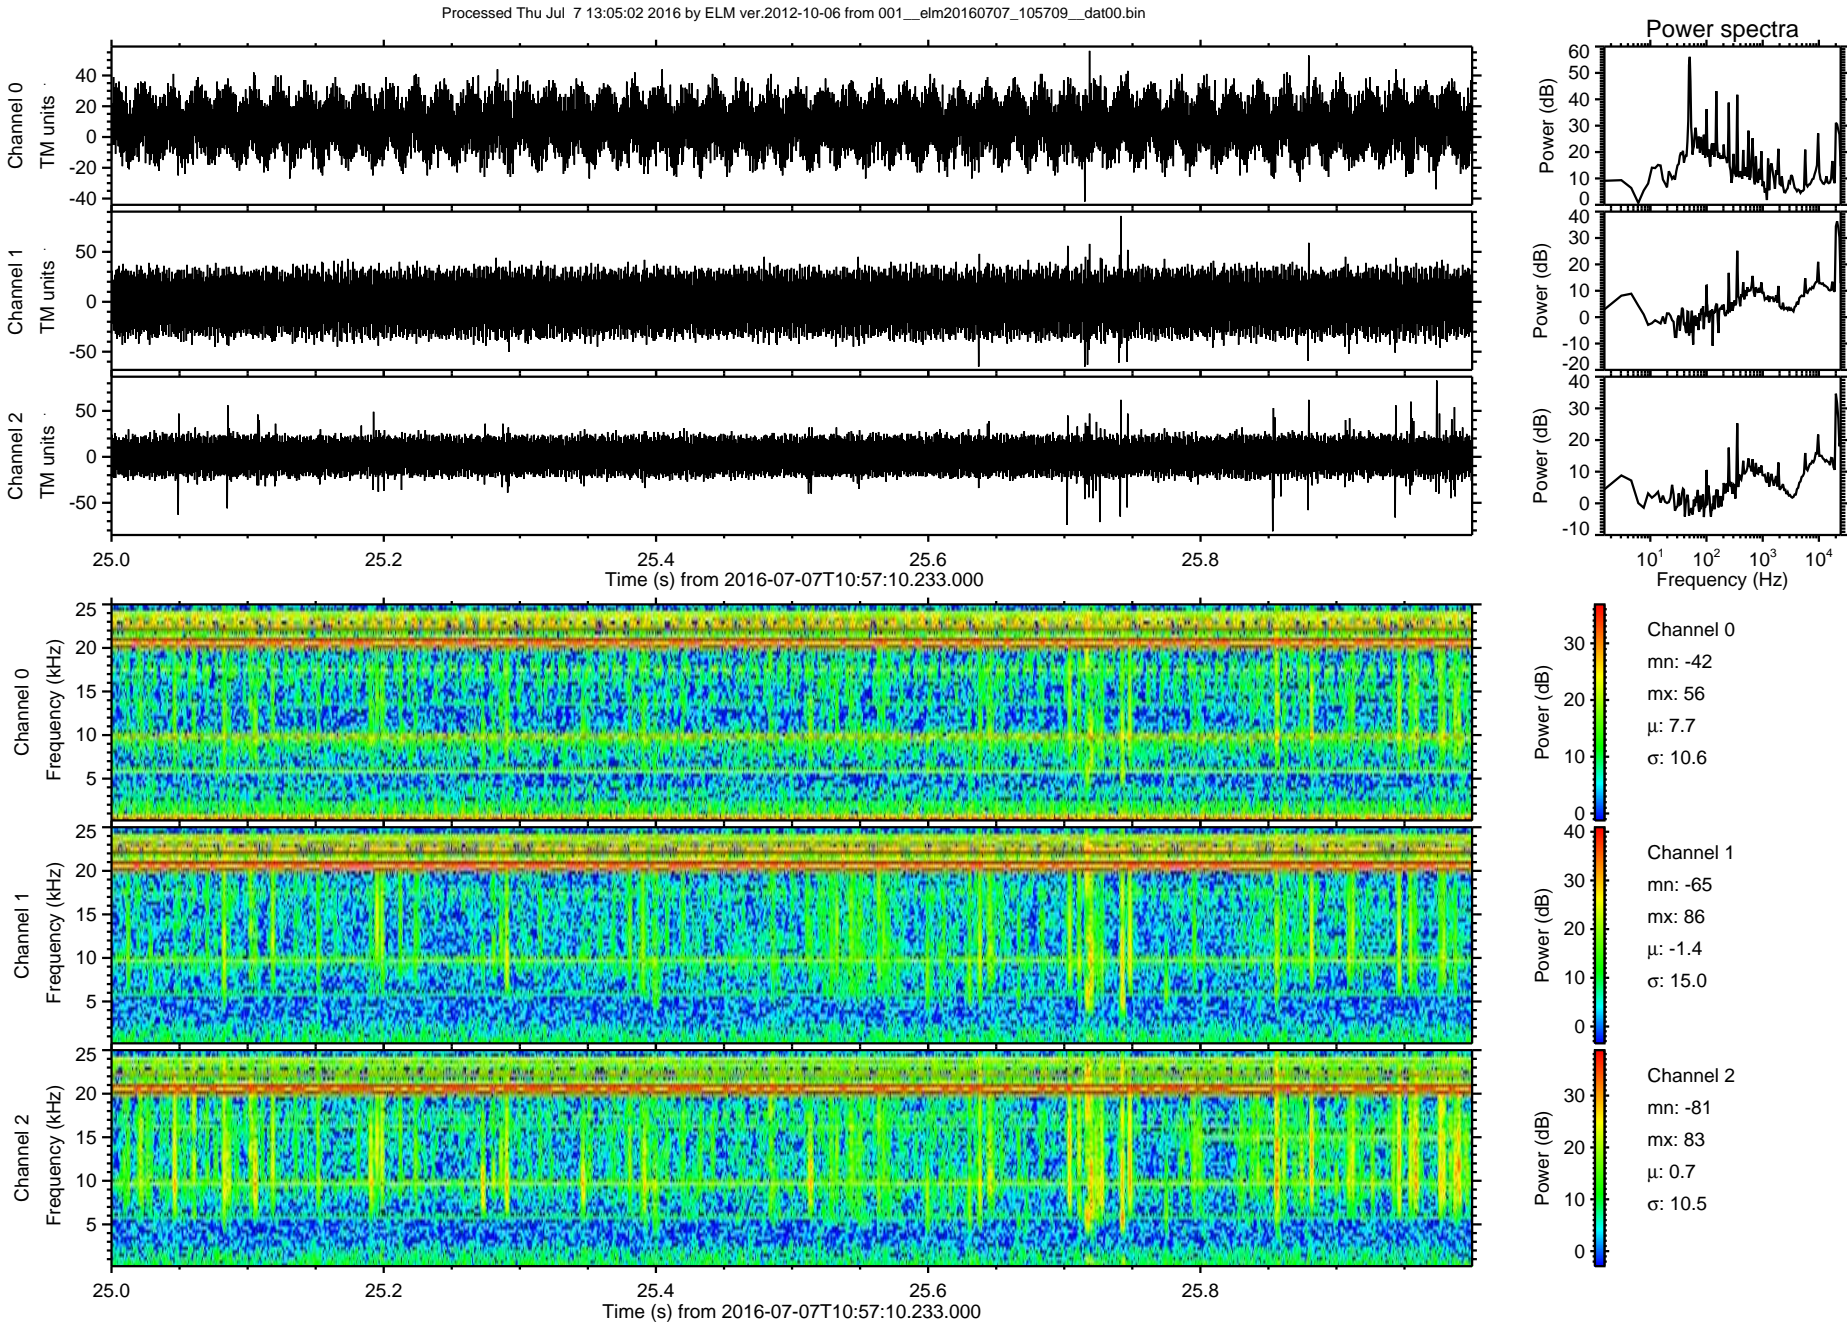 Processed Thu Jul 7 13:05:02 2016 by ELM ver.2012-10-06 from 001__elm20160707_105709__dat00.bin
Power spectra
Channel 0
TM units
40
20
0
-20
-40
Power (dB)
60
50
40
30
20
10
0
Channel 1
TM units
50
0
-50
Power (dB)
40
30
20
10
0
-10
-20
Channel 2
TM units
50
0
-50
Power (dB)
40
30
20
10
0
-10
25.0 25.2 25.4 25.6 25.8
Time (s) from 2016-07-07T10:57:10.233.000
10^1 10^2 10^3 10^4
Frequency (Hz)
Channel 0
Frequency (kHz)
25
20
15
10
5
Power (dB)
30
20
10
0
Channel 0
mn: -42
mx: 56
μ: 7.7
σ: 10.6
Channel 1
Frequency (kHz)
25
20
15
10
5
Power (dB)
40
30
20
10
0
Channel 1
mn: -65
mx: 86
μ: -1.4
σ: 15.0
Channel 2
Frequency (kHz)
25
20
15
10
5
Power (dB)
30
20
10
0
Channel 2
mn: -81
mx: 83
μ: 0.7
σ: 10.5
25.0 25.2 25.4 25.6 25.8
Time (s) from 2016-07-07T10:57:10.233.000